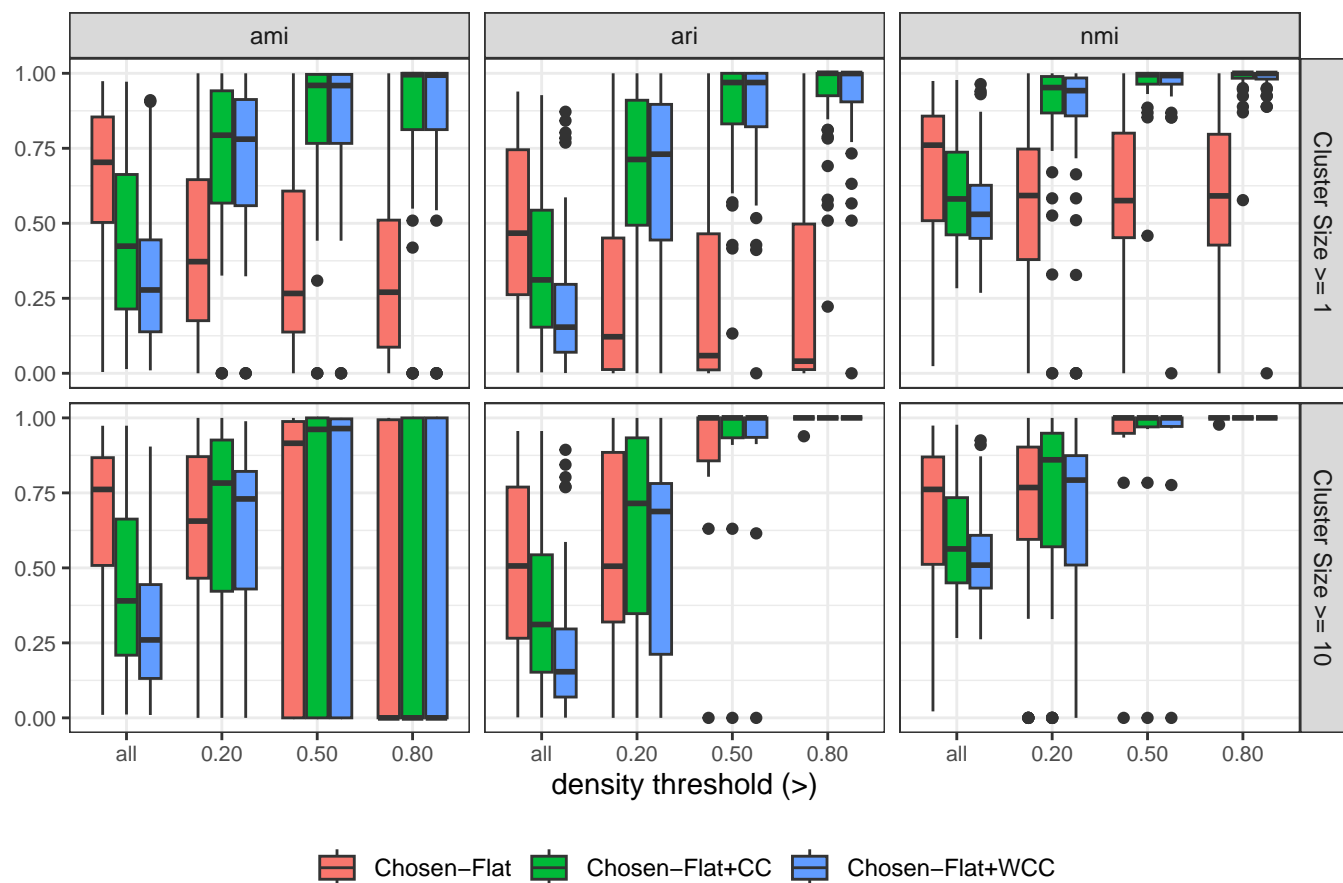 ami ari nmi
1.00
0.75
0.50
0.25
0.00
Cluster Size >= 1
1.00
0.75
0.50
0.25
0.00
Cluster Size >= 10
all 0.20 0.50 0.80 all 0.20 0.50 0.80 all 0.20 0.50 0.80
density threshold (>)
Chosen−Flat Chosen−Flat+CC Chosen−Flat+WCC